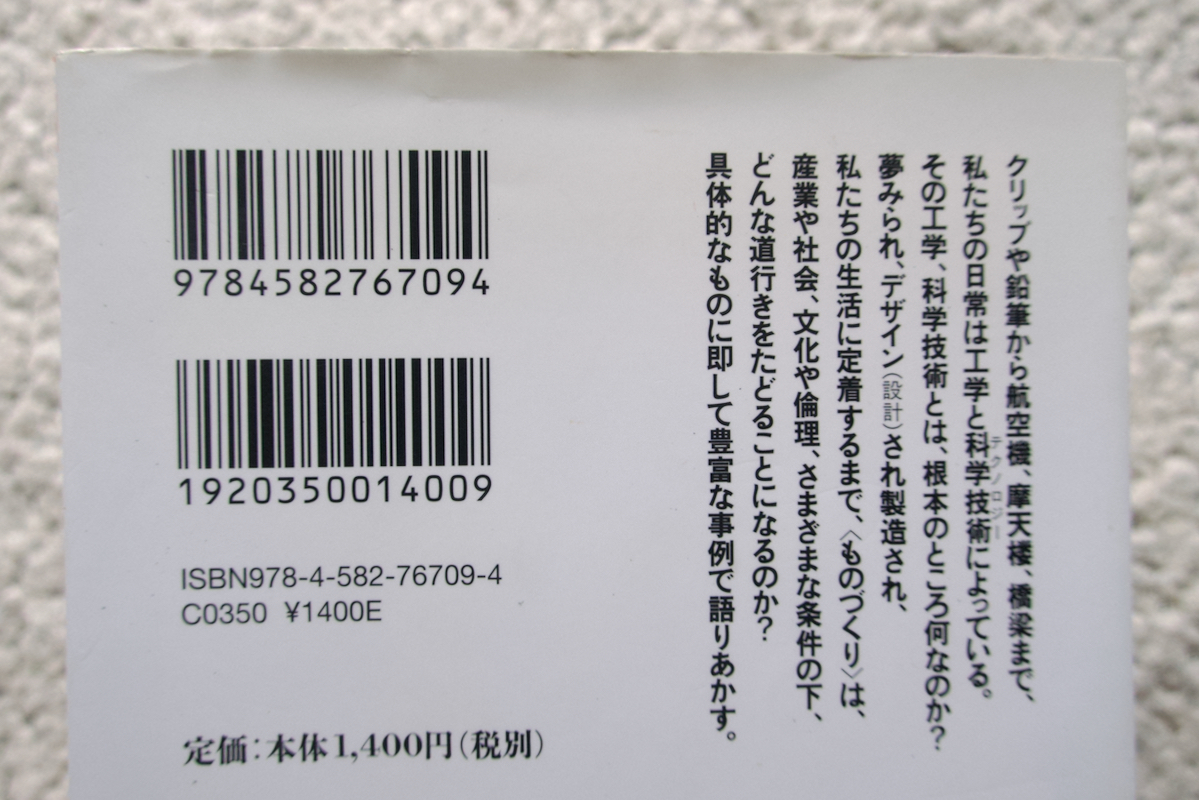 クリップや鉛筆から航空機、摩天楼、橋梁まで、
私たちの日常は工学と科学技術によっている。
テクノロジー
その工学、科学技術とは、根本のところ何なのか?
夢みられ、デザイン(設計)され製造され、
私たちの生活に定着するまで、〈ものづくり〉は、
産業や社会、文化や倫理、さまざまな条件の下、
どんな道行きをたどることになるのか?
具体的なものに即して豊富な事例で語りあかす。
9784582767094
1920350014009
ISBN978-4-582-76709-4
C0350 ¥1400E
定価:本体1,400円(税別)